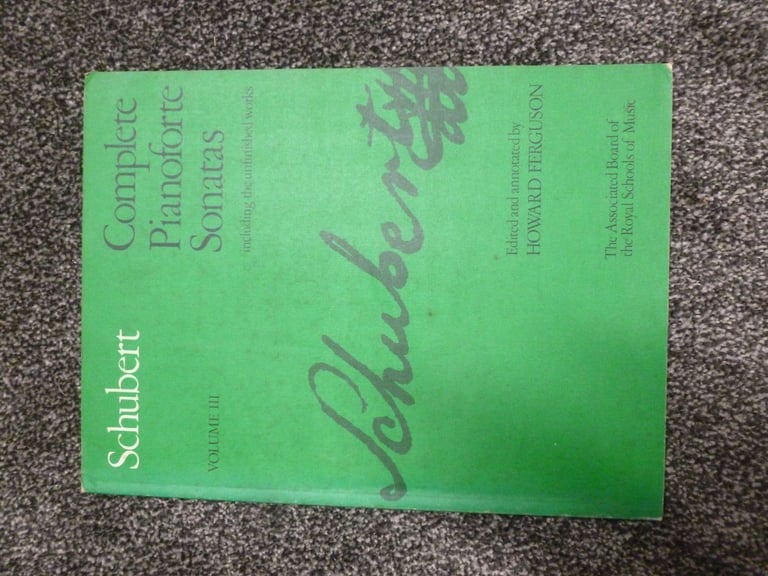 Schubert
Complete
Pianoforte
Sonatas
VOLUME III
including the unfinished works
Schubert
Edited and annotated by
HOWARD FERGUSON
The Associated Board of
the Royal Schools of Music